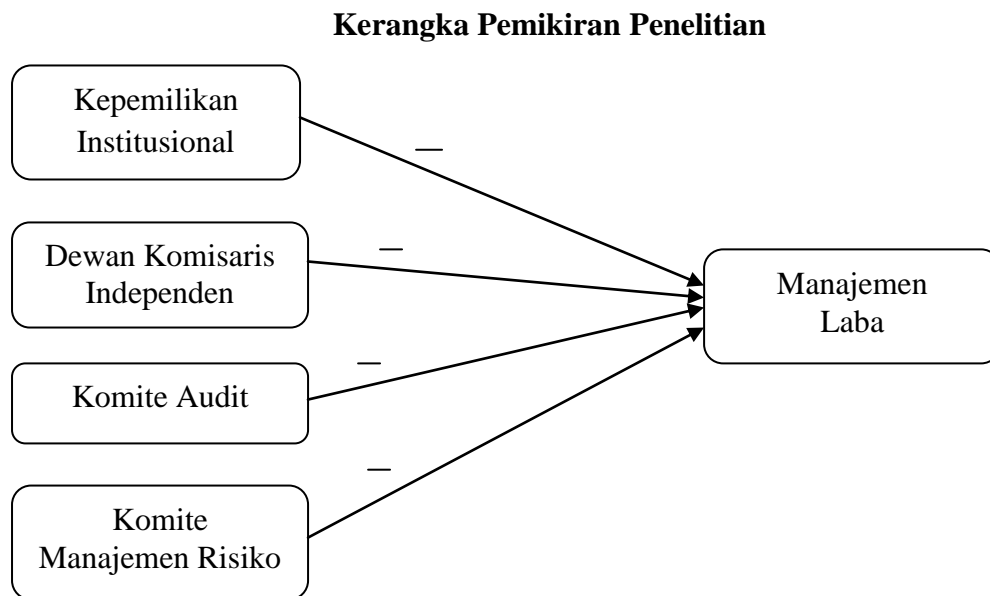 Kerangka Pemikiran Penelitian
Kepemilikan
Institusional
—
Dewan Komisaris
Independen
—
Manajemen
Laba
Komite Audit
—
Komite
Manajemen Risiko
—